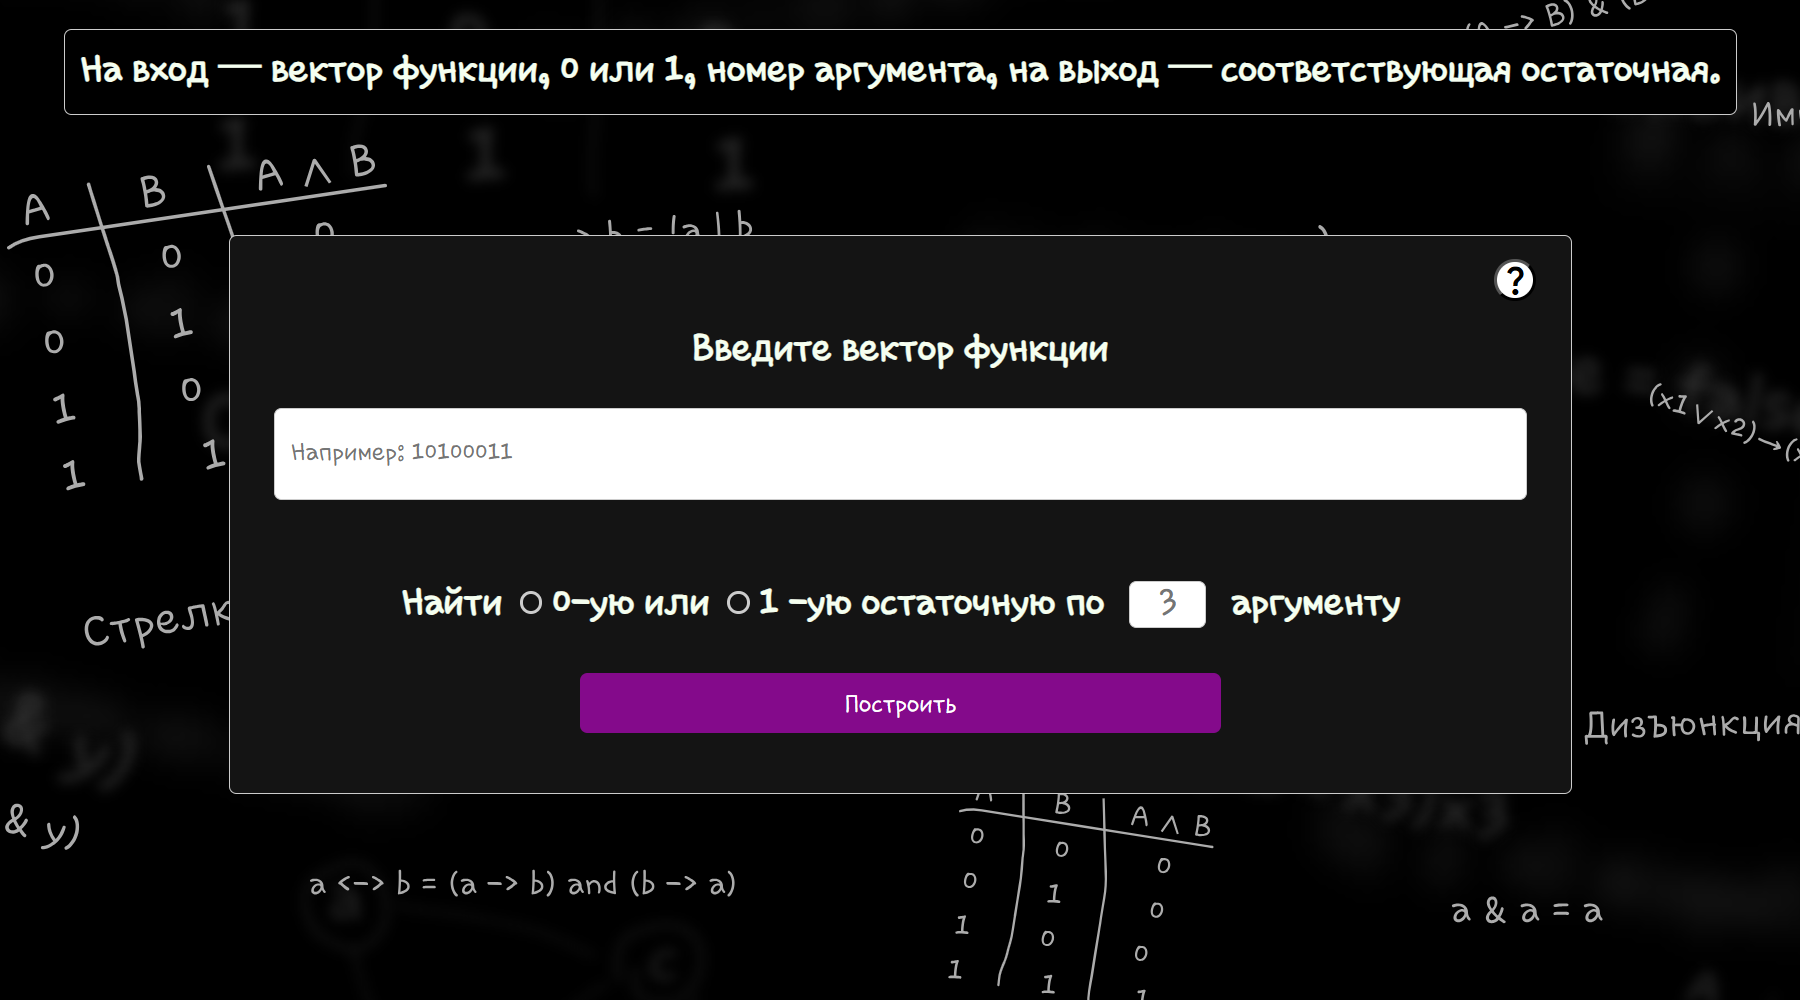 На вход — вектор функции, 0 или 1, номер аргумента, на выход — соответствующая остаточная.
A B A ∧ B
0 0 0
0 1
1 0
1 1
?
Введите вектор функции
Например: 10100011
(x1∨x2)→(x
Найти 0-ую или 1 -ую остаточную по 3 аргументу
Построить
Дизъюнкция
& y)
a <-> b = (a -> b) and (b -> a)
B A ∧ B
0 0 0
0 1 0
1 0 0
1 1 1
a & a = a